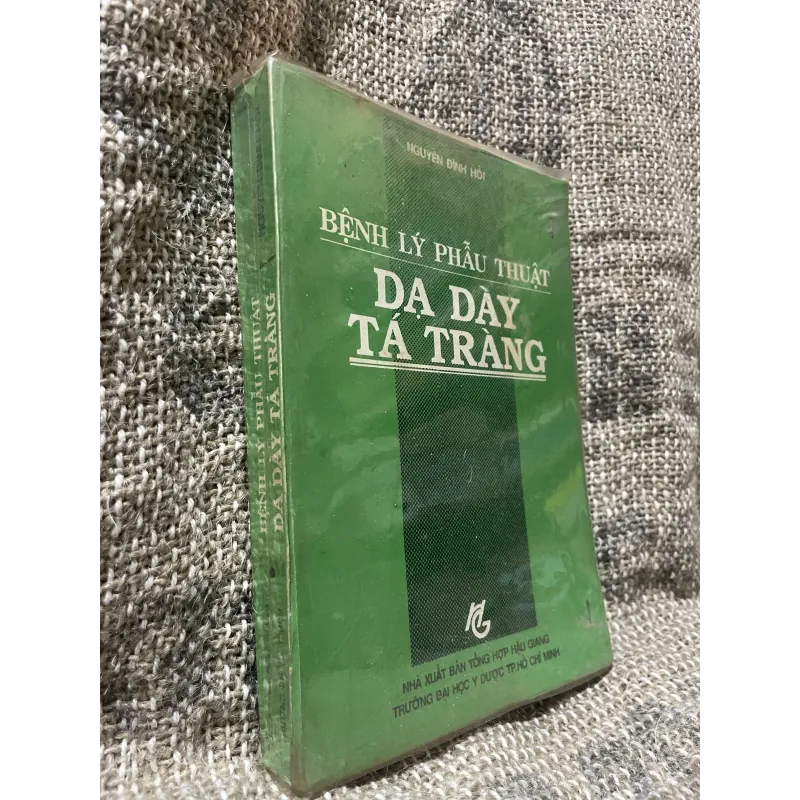 NGUYỄN ĐÌNH HỐI
BỆNH LÝ PHẪU THUẬT
DẠ DÀY
TÁ TRÀNG
NHÀ XUẤT BẢN TỔNG HỢP HẬU GIANG
TRƯỜNG ĐẠI HỌC Y DƯỢC TP.HỒ CHÍ MINH
BỆNH LÝ PHẪU THUẬT
DẠ DÀY TÁ TRÀNG